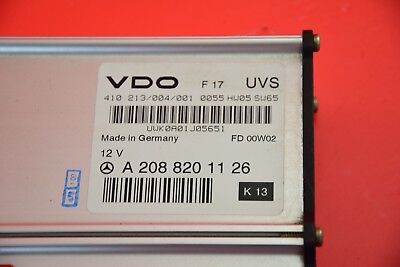 VDO F 17 UVS
410 213/004/001 0055 HW05 SW65
UWK0A01J05651
Made in Germany FD 00W02
12 V
A 208 820 11 26
K 13